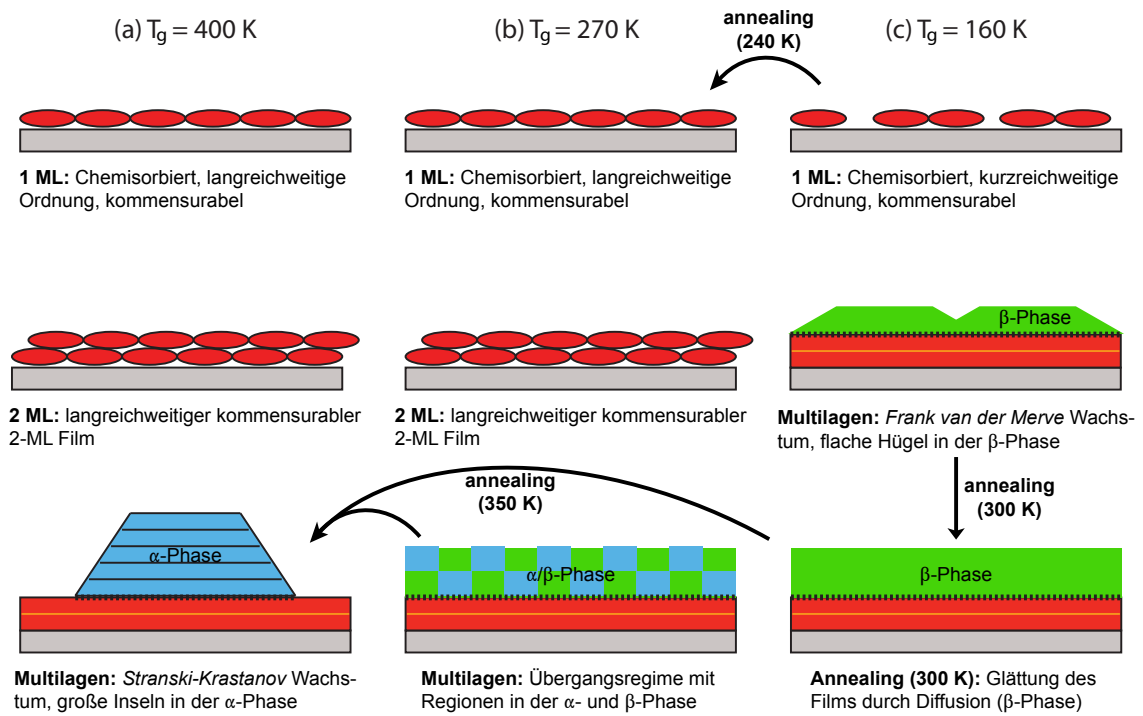 (a) Tg = 400 K
(b) Tg = 270 K
annealing
(240 K)
(c) Tg = 160 K
1 ML: Chemisorbiert, langreichweitige
Ordnung, kommensurabel
1 ML: Chemisorbiert, langreichweitige
Ordnung, kommensurabel
1 ML: Chemisorbiert, kurzreichweitige
Ordnung, kommensurabel
2 ML: langreichweitiger kommensurabler
2-ML Film
2 ML: langreichweitiger kommensurabler
2-ML Film
β-Phase
Multilagen: Frank van der Merve Wachs-
tum, flache Hügel in der β-Phase
annealing
(350 K)
annealing
(300 K)
α-Phase
α/β-Phase
β-Phase
Multilagen: Stranski-Krastanov Wachs-
tum, große Inseln in der α-Phase
Multilagen: Übergangsregime mit
Regionen in der α- und β-Phase
Annealing (300 K): Glättung des
Films durch Diffusion (β-Phase)